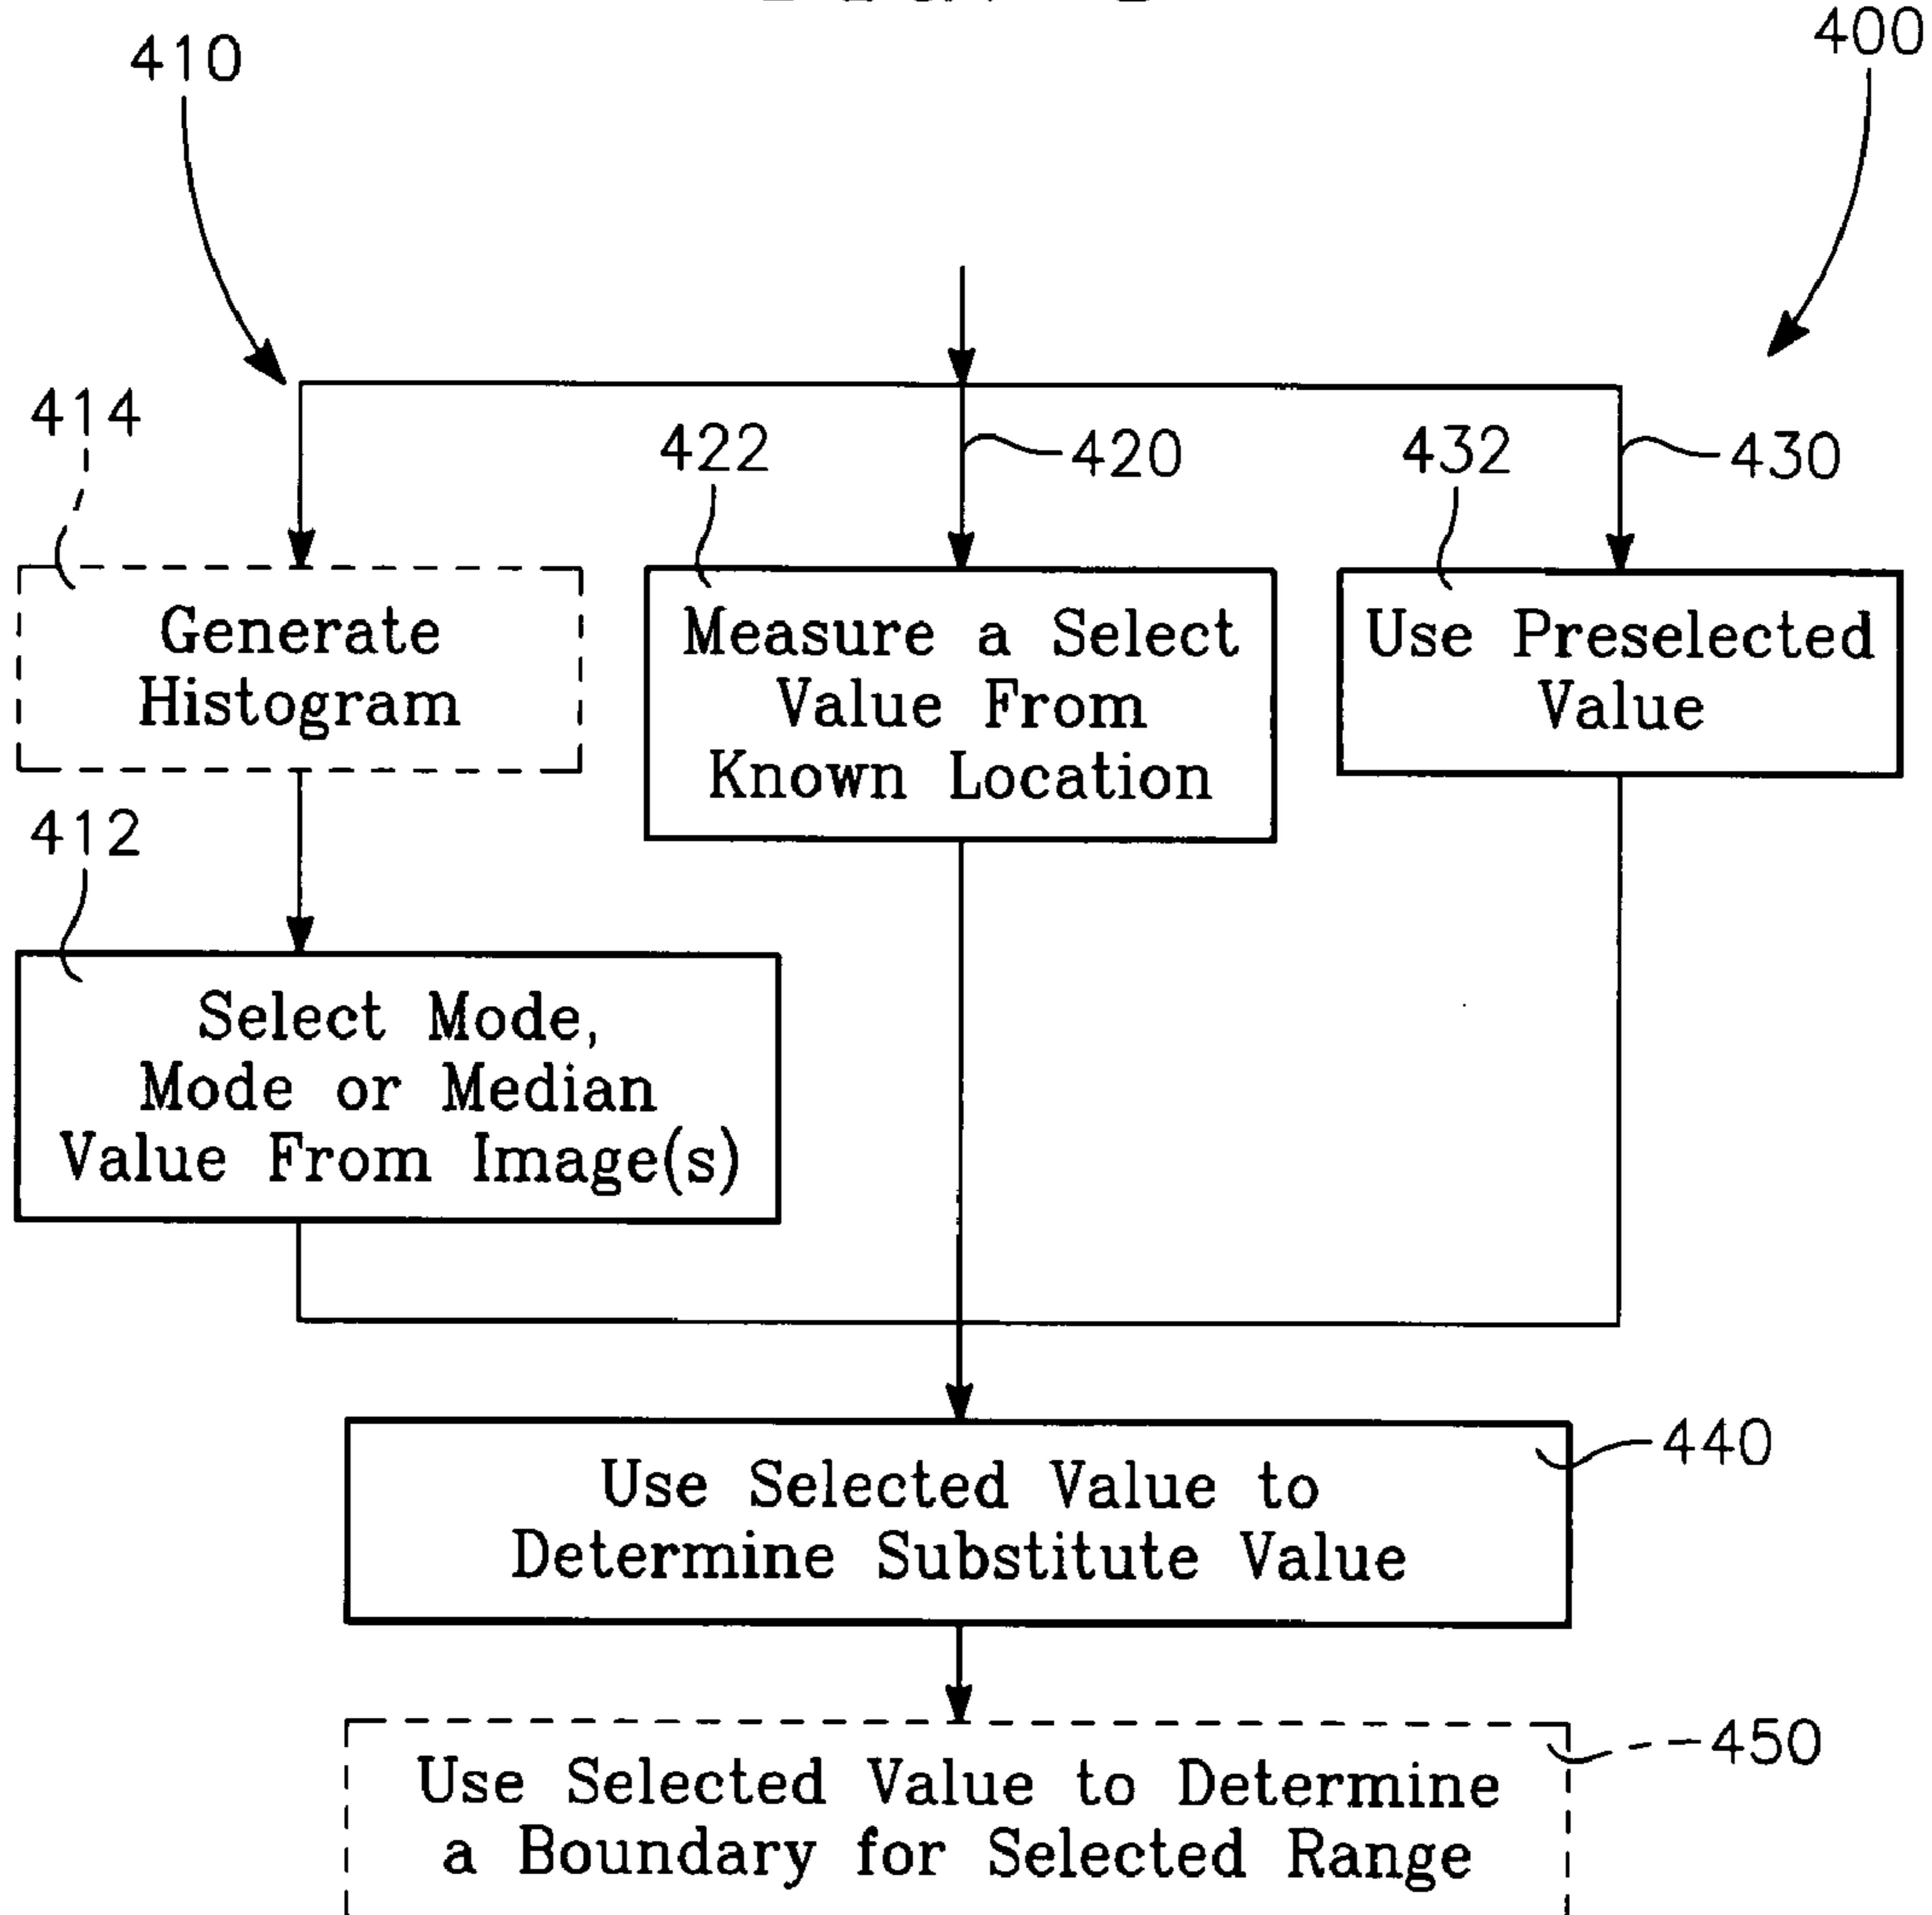 410
400
414
422
420
432
430
Generate
Histogram
Measure a Select
Value From
Known Location
Use Preselected
Value
412
Select Mode,
Mode or Median
Value From Image(s)
Use Selected Value to
Determine Substitute Value
440
Use Selected Value to Determine
a Boundary for Selected Range
450